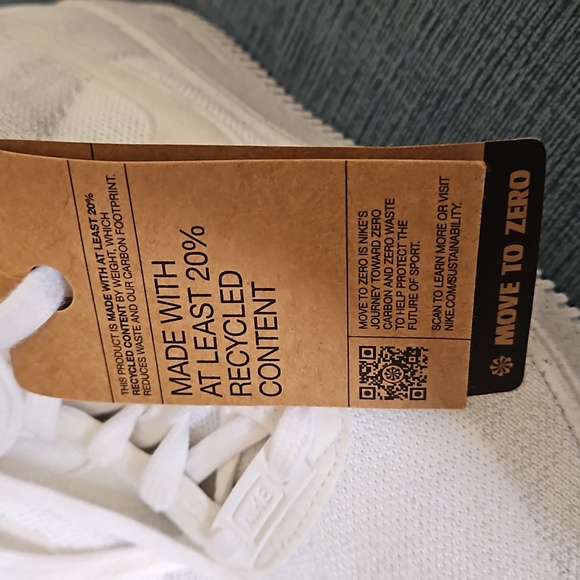 THIS PRODUCT IS MADE WITH AT LEAST 20%
RECYCLED CONTENT BY WEIGHT, WHICH
REDUCES WASTE AND OUR CARBON FOOTPRINT.
MADE WITH
AT LEAST 20%
RECYCLED
CONTENT
MOVE TO ZERO IS NIKE'S
JOURNEY TOWARD ZERO
CARBON AND ZERO WASTE
TO HELP PROTECT THE
FUTURE OF SPORT.
SCAN TO LEARN MORE OR VISIT
NIKE.COM/SUSTAINABILITY.
MOVE TO ZERO
NIKE